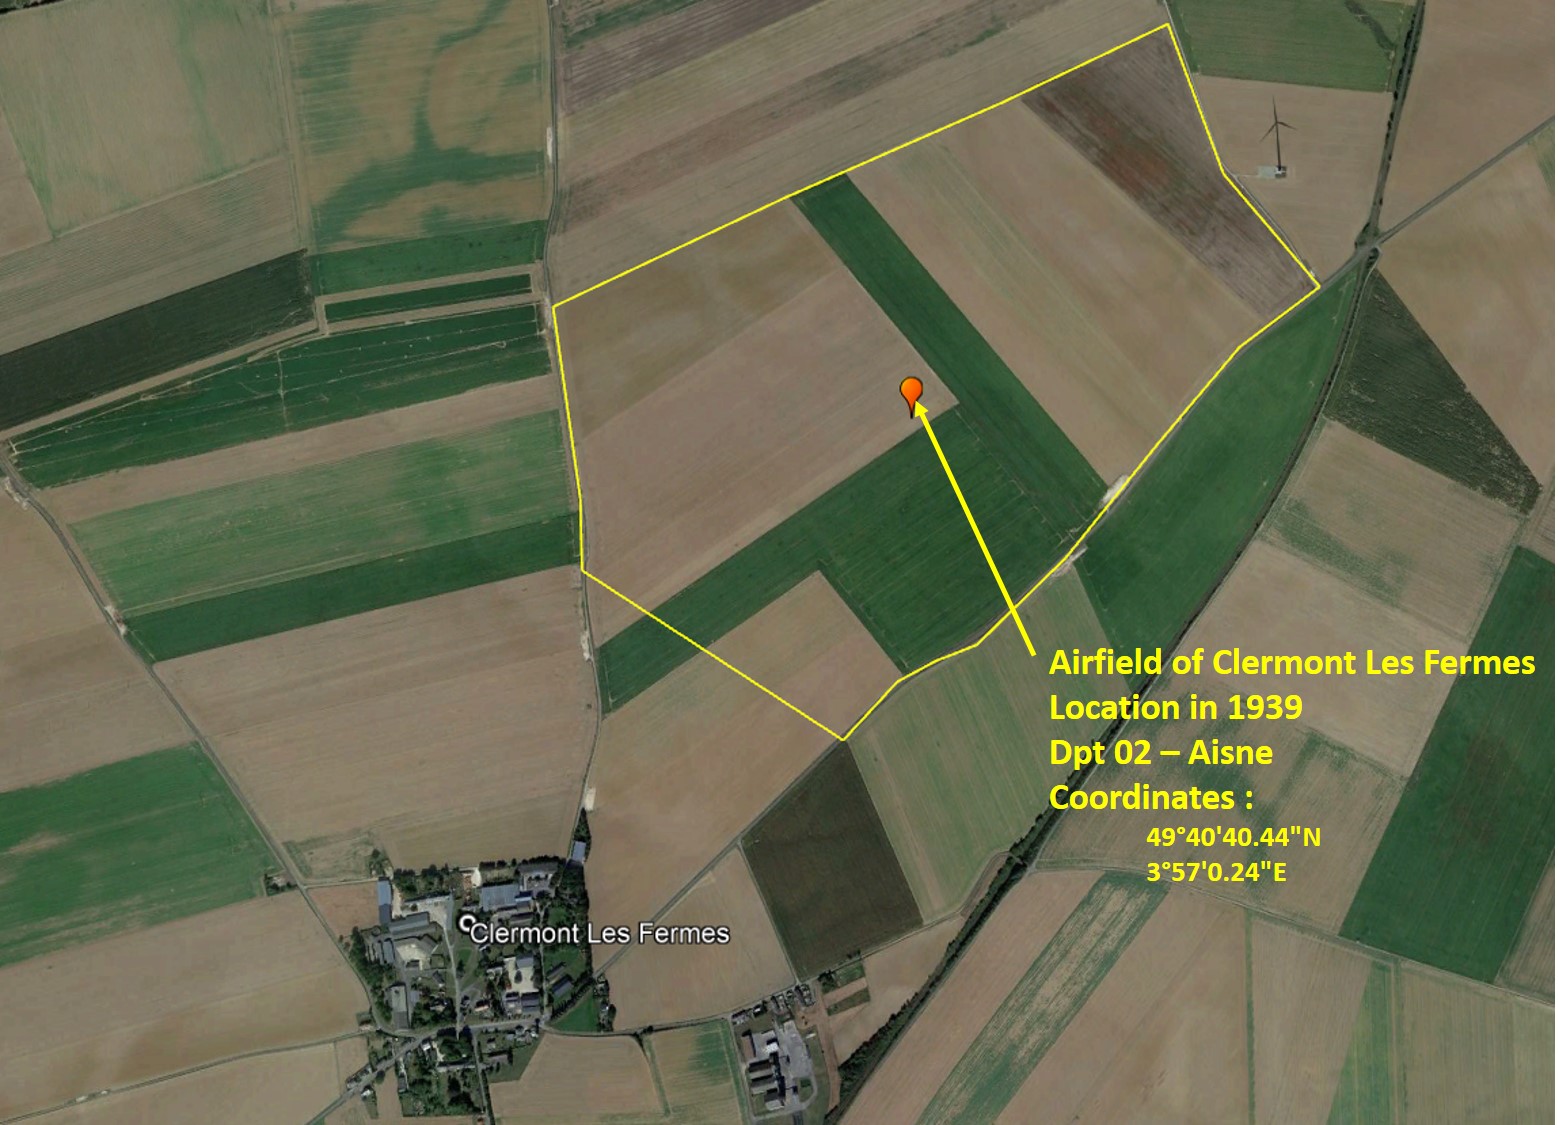 Airfield of Clermont Les Fermes
Location in 1939
Dpt 02 – Aisne
Coordinates :
49°40'40.44"N
3°57'0.24"E
Clermont Les Fermes